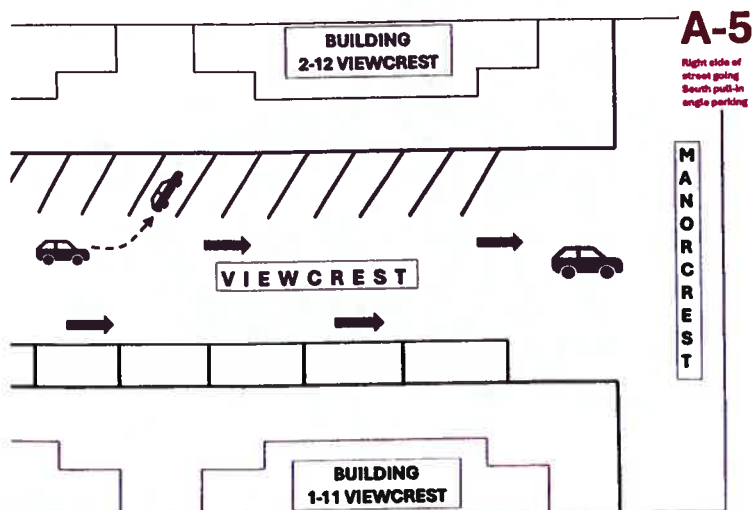 BUILDING
2-12 VIEWCREST
A-5
Right side of
street going
South pull-in
angle parking
MANORCREST
VIEWCREST
BUILDING
1-11 VIEWCREST